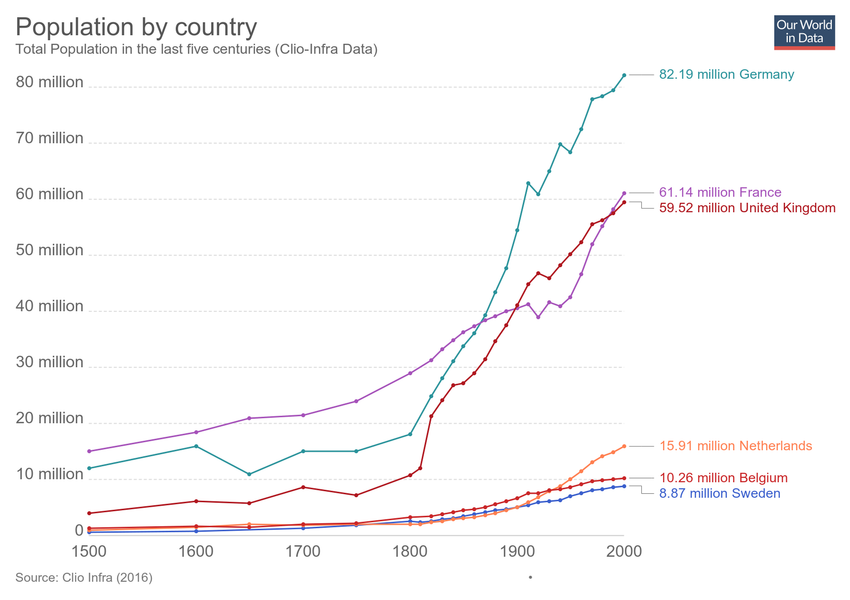 Population by country
Total Population in the last five centuries (Clio-Infra Data)
Our World
in Data
80 million
70 million
60 million
50 million
40 million
30 million
20 million
10 million
0
1500
1600
1700
1800
1900
2000
82.19 million Germany
61.14 million France
59.52 million United Kingdom
15.91 million Netherlands
10.26 million Belgium
8.87 million Sweden
Source: Clio Infra (2016)